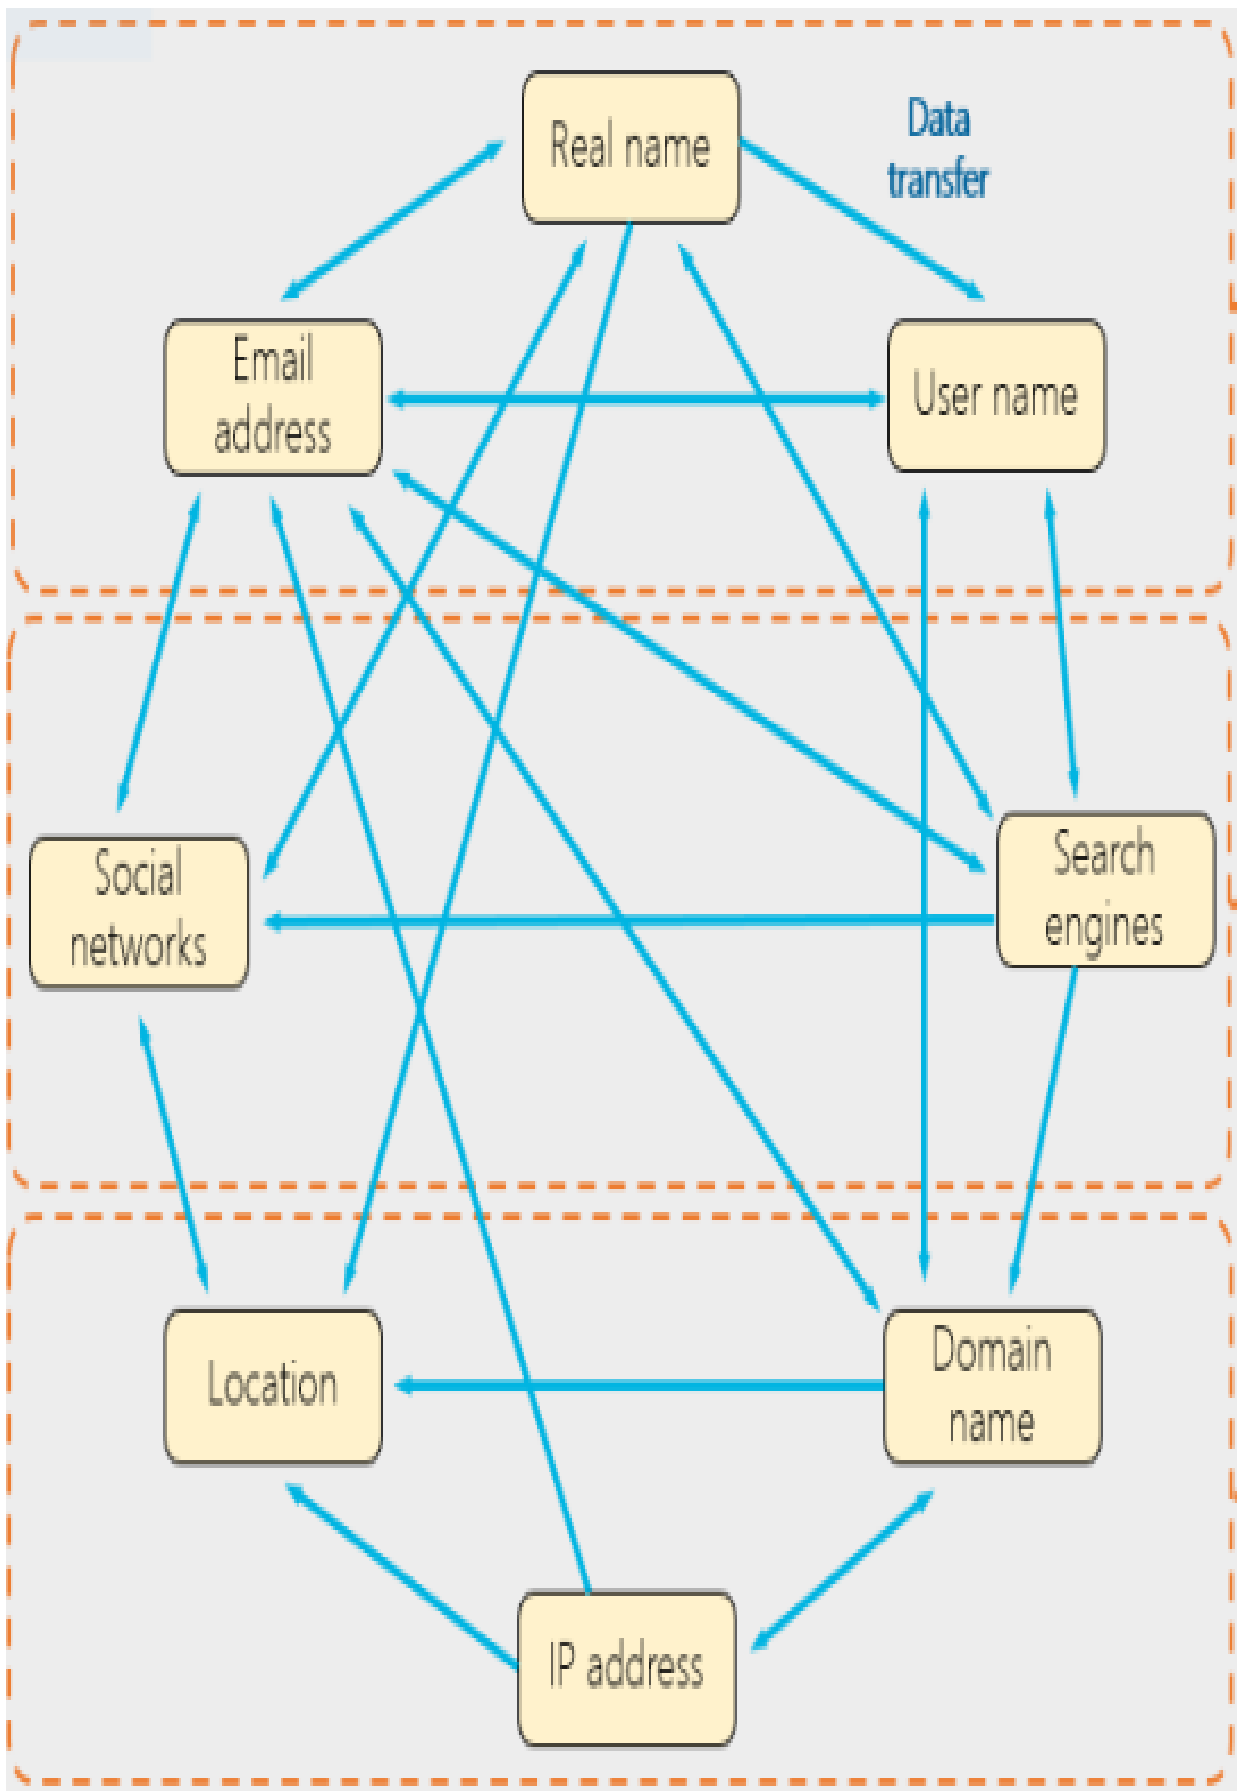 Real name
Data
transfer
Email
address
User name
Social
networks
Search
engines
Location
Domain
name
IP address